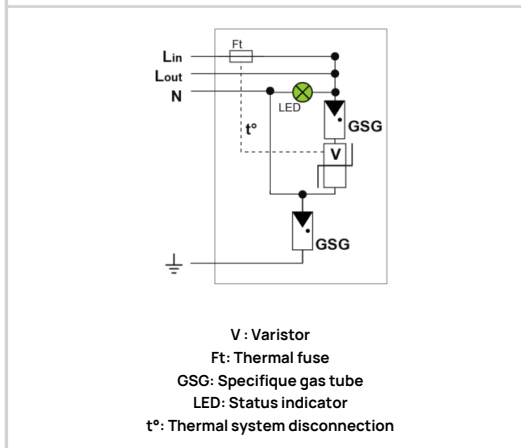 Ft
Lin
Lout
N
LED
GSG
t°
V
GSG
V : Varistor
Ft: Thermal fuse
GSG: Specifique gas tube
LED: Status indicator
t°: Thermal system disconnection